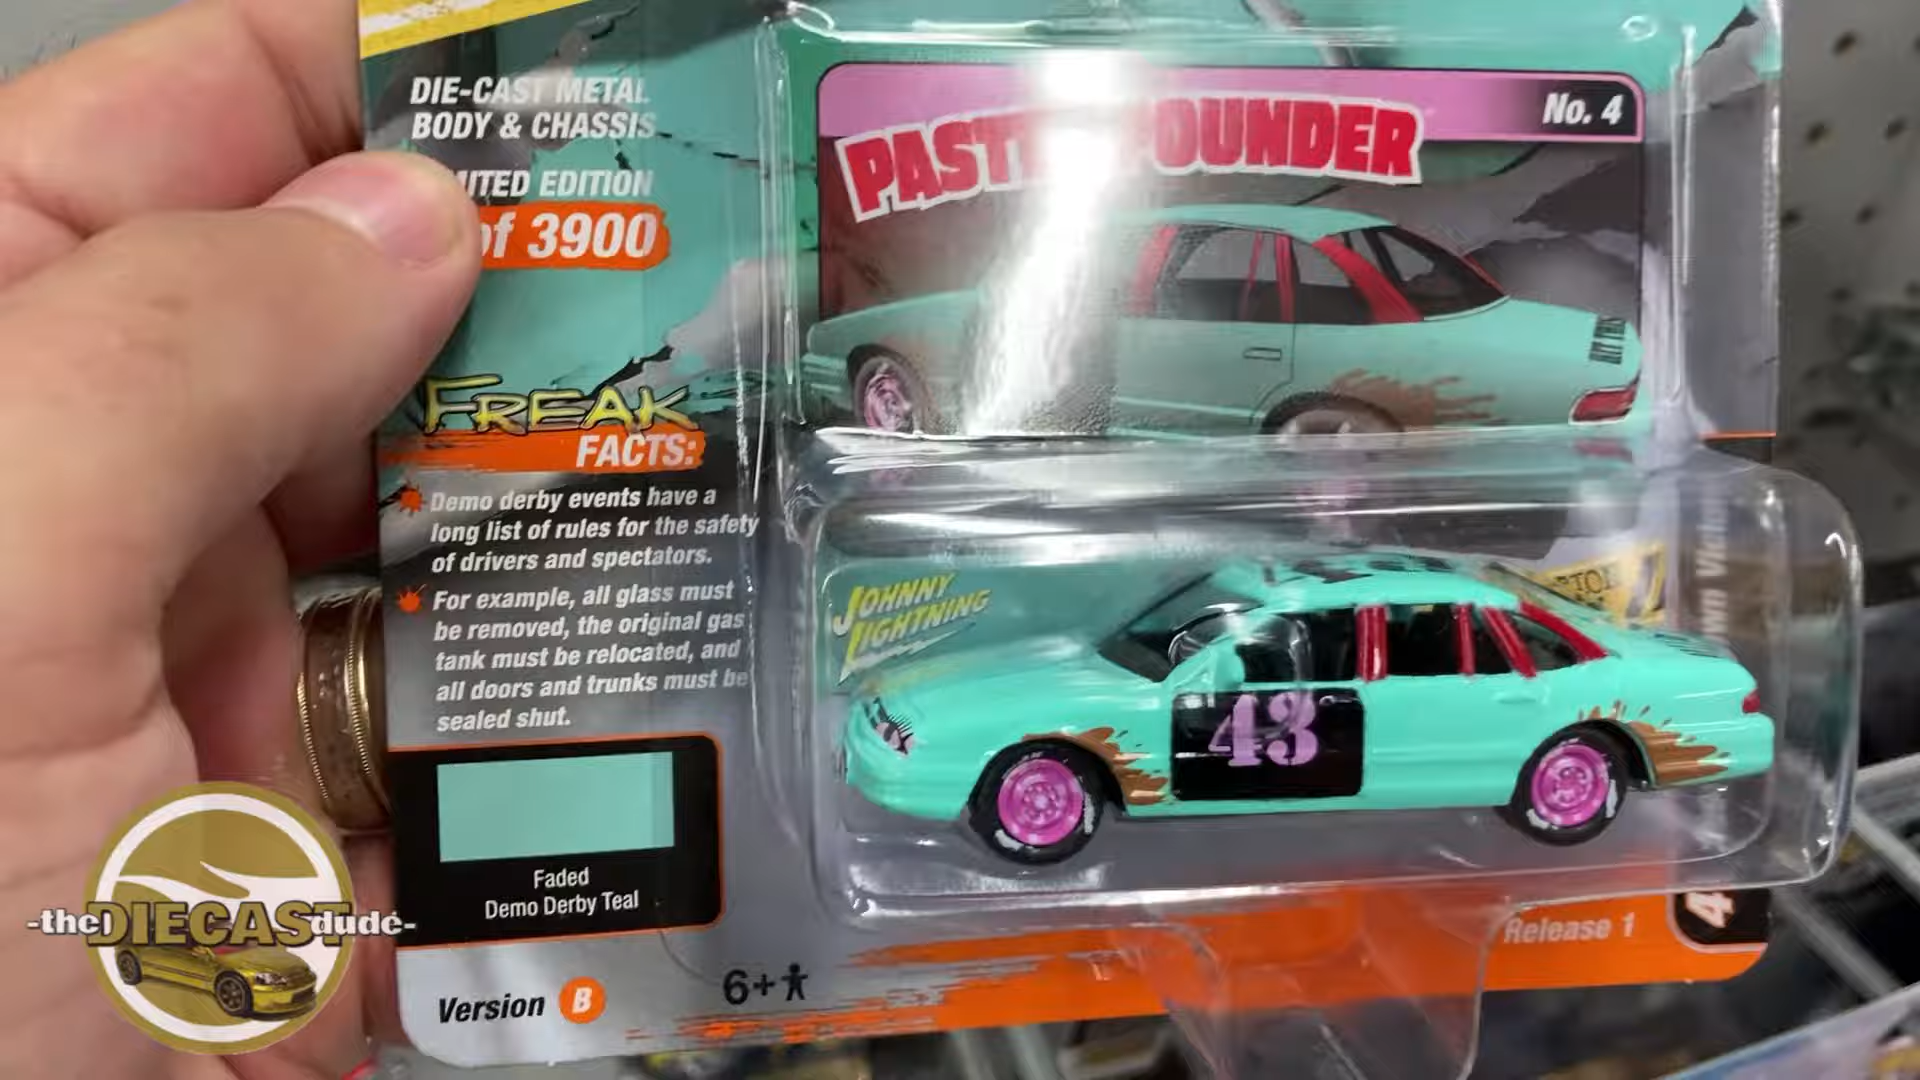 DIE-CAST METAL
BODY & CHASSIS
EDITION
of 3900
No. 4
POUNDER
FREAK
FACTS:
Demo derby events have a
long list of rules for the safety
of drivers and spectators.
For example, all glass must
be removed, the original gas
tank must be relocated, and
all doors and trunks must be
sealed shut.
Faded
Demo Derby Teal
Version B
6+
JOHNNY
LIGHTNING
43
Release 1
4
-the DIECAST dude-